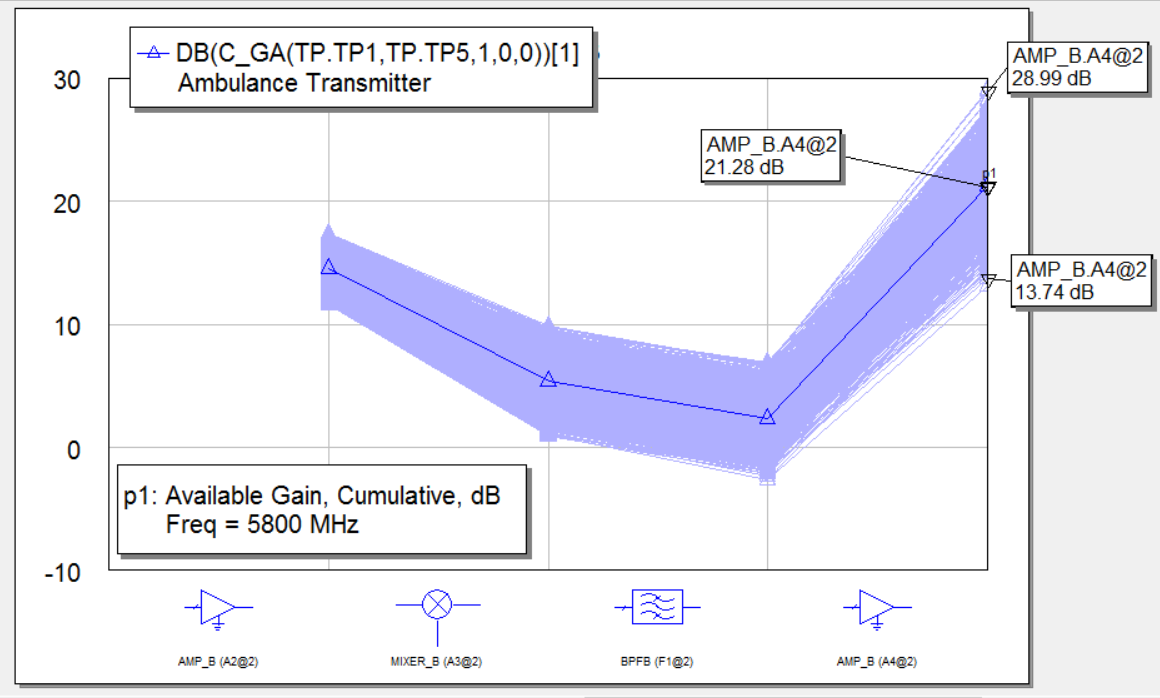 DB(C_GA(TP.TP1,TP.TP5,1,0,0))[1]
Ambulance Transmitter
AMP_B.A4@2
28.99 dB
AMP_B.A4@2
21.28 dB
p1
AMP_B.A4@2
13.74 dB
30
20
10
0
-10
p1: Available Gain, Cumulative, dB
Freq = 5800 MHz
AMP_B (A2@2)
MIXER_B (A3@2)
BPFB (F1@2)
AMP_B (A4@2)